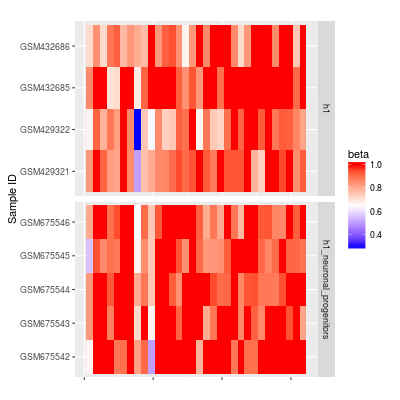 GSM432686
GSM432685
GSM429322
GSM429321
h1
GSM675546
GSM675545
GSM675544
GSM675543
GSM675542
h1_neuronal_progenitors
Sample ID
beta
1.0
0.8
0.6
0.4